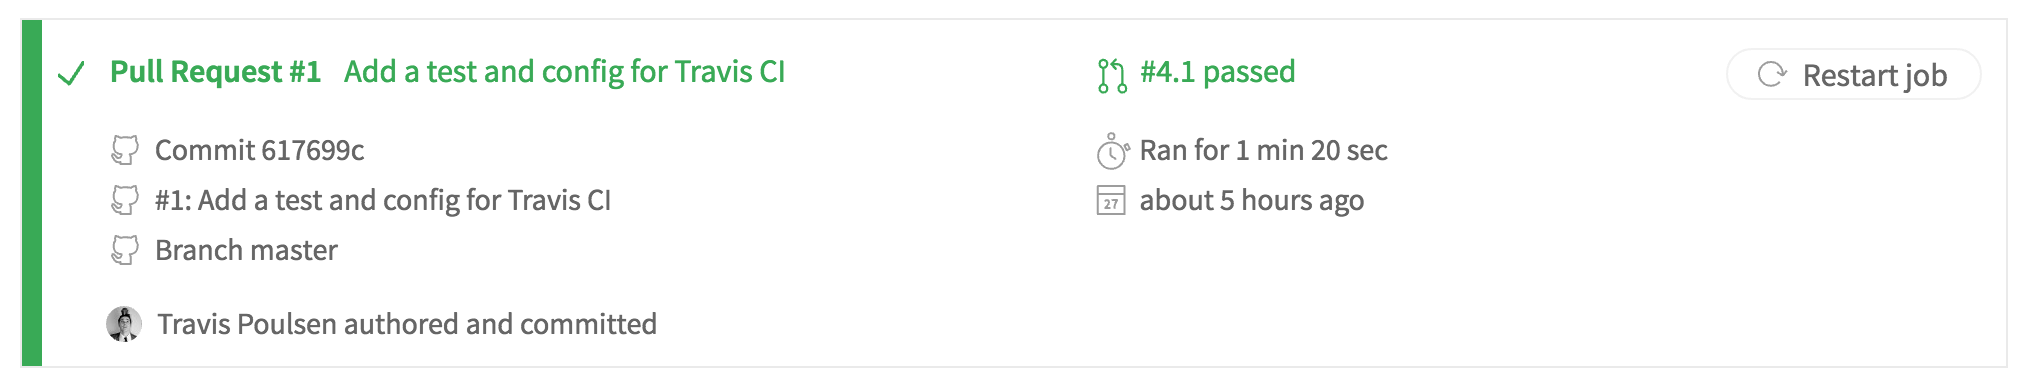 Pull Request #1 Add a test and config for Travis CI
#4.1 passed
Restart job
Commit 617699c
#1: Add a test and config for Travis CI
Branch master
Ran for 1 min 20 sec
27
about 5 hours ago
Travis Poulsen authored and committed